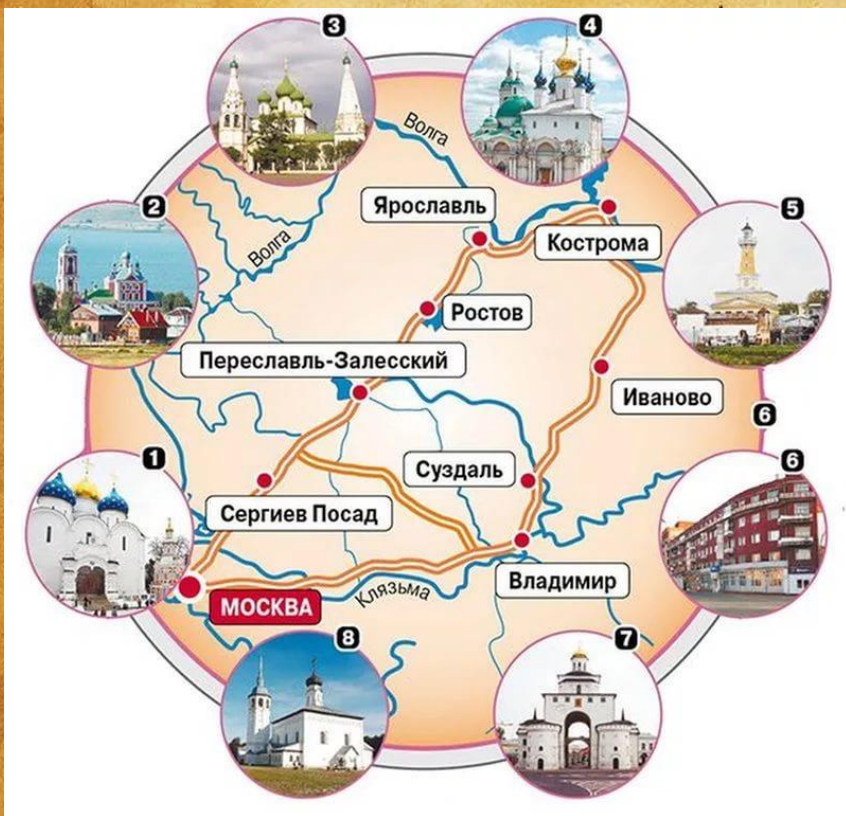 3
4
Волга
2
Ярославль
5
Кострома
Волга
Ростов
Переславль-Залесский
Иваново
6
1
Суздаль
6
Сергиев Посад
Владимир
Клязьма
МОСКВА
8
7